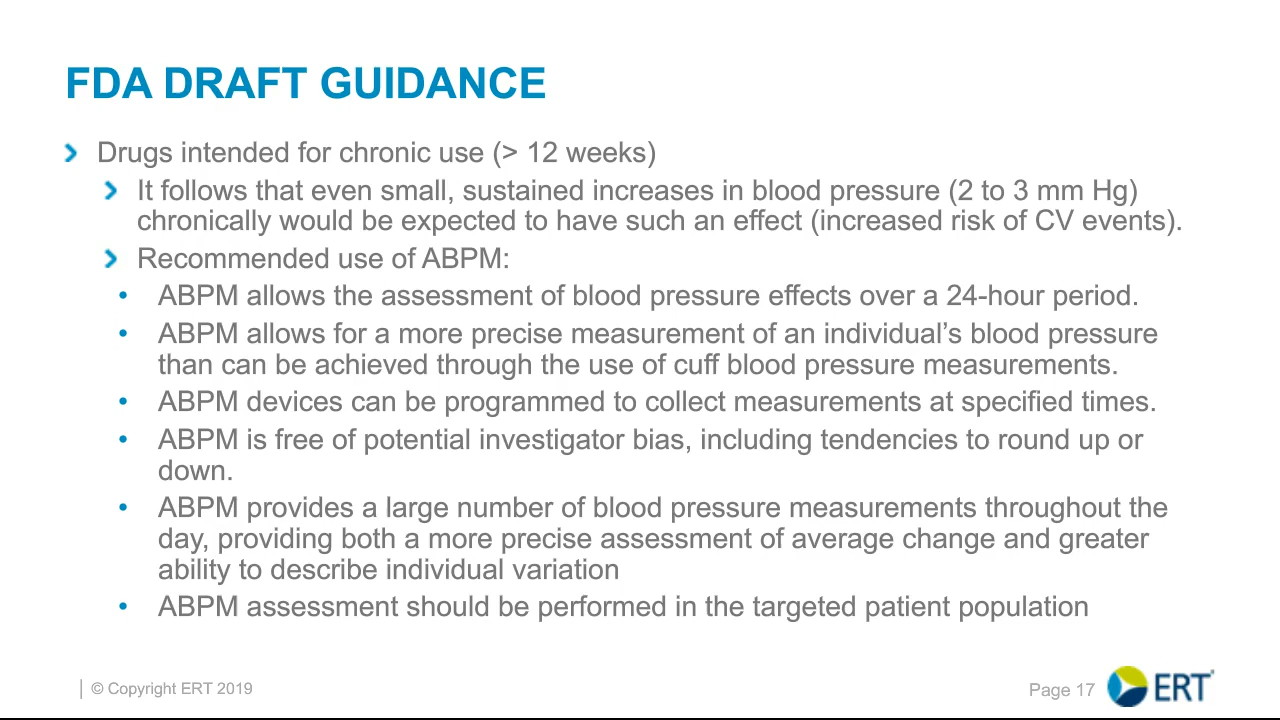 FDA DRAFT GUIDANCE
Drugs intended for chronic use (> 12 weeks)
It follows that even small, sustained increases in blood pressure (2 to 3 mm Hg)
chronically would be expected to have such an effect (increased risk of CV events).
Recommended use of ABPM:
• ABPM allows the assessment of blood pressure effects over a 24-hour period.
• ABPM allows for a more precise measurement of an individual’s blood pressure
than can be achieved through the use of cuff blood pressure measurements.
• ABPM devices can be programmed to collect measurements at specified times.
• ABPM is free of potential investigator bias, including tendencies to round up or
down.
• ABPM provides a large number of blood pressure measurements throughout the
day, providing both a more precise assessment of average change and greater
ability to describe individual variation
• ABPM assessment should be performed in the targeted patient population
© Copyright ERT 2019
Page 17
ERT